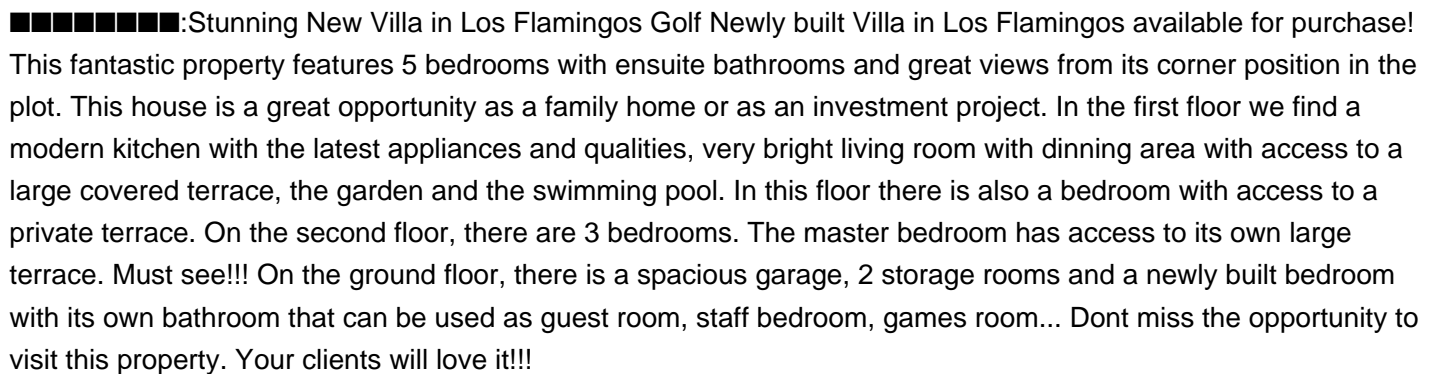 ■■■■■■■■:Stunning New Villa in Los Flamingos Golf Newly built Villa in Los Flamingos available for purchase!
This fantastic property features 5 bedrooms with ensuite bathrooms and great views from its corner position in the
plot. This house is a great opportunity as a family home or as an investment project. In the first floor we find a
modern kitchen with the latest appliances and qualities, very bright living room with dinning area with access to a
large covered terrace, the garden and the swimming pool. In this floor there is also a bedroom with access to a
private terrace. On the second floor, there are 3 bedrooms. The master bedroom has access to its own large
terrace. Must see!!! On the ground floor, there is a spacious garage, 2 storage rooms and a newly built bedroom
with its own bathroom that can be used as guest room, staff bedroom, games room... Dont miss the opportunity to
visit this property. Your clients will love it!!!